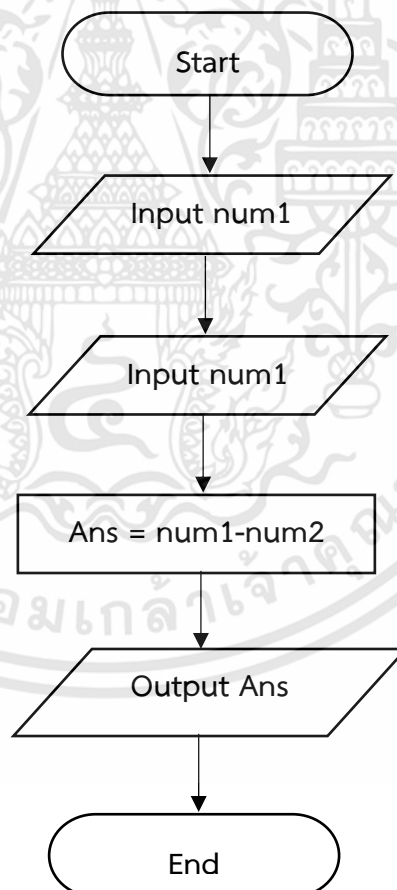 Start
Input num1
Input num1
Ans = num1-num2
Output Ans
End